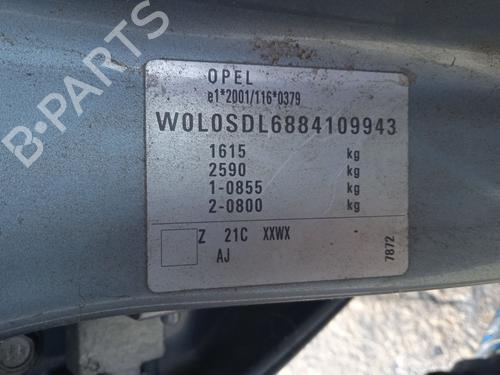 OPEL
e1*2001/116*0379
W0L0SDL6884109943
1615 kg
2590 kg
1-0855 kg
2-0800 kg
Z 21C XXWX
AJ
7872
B PARTS